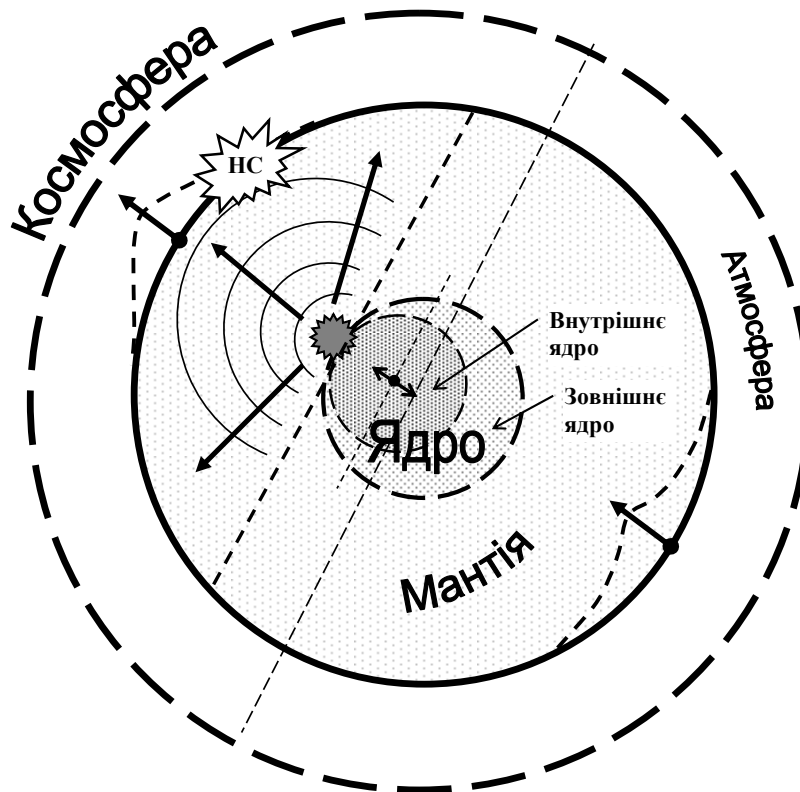 Космосфера
НС
Атмосфера
Внутрішнє
ядро
Зовнішнє
ядро
Ядро
Мантія